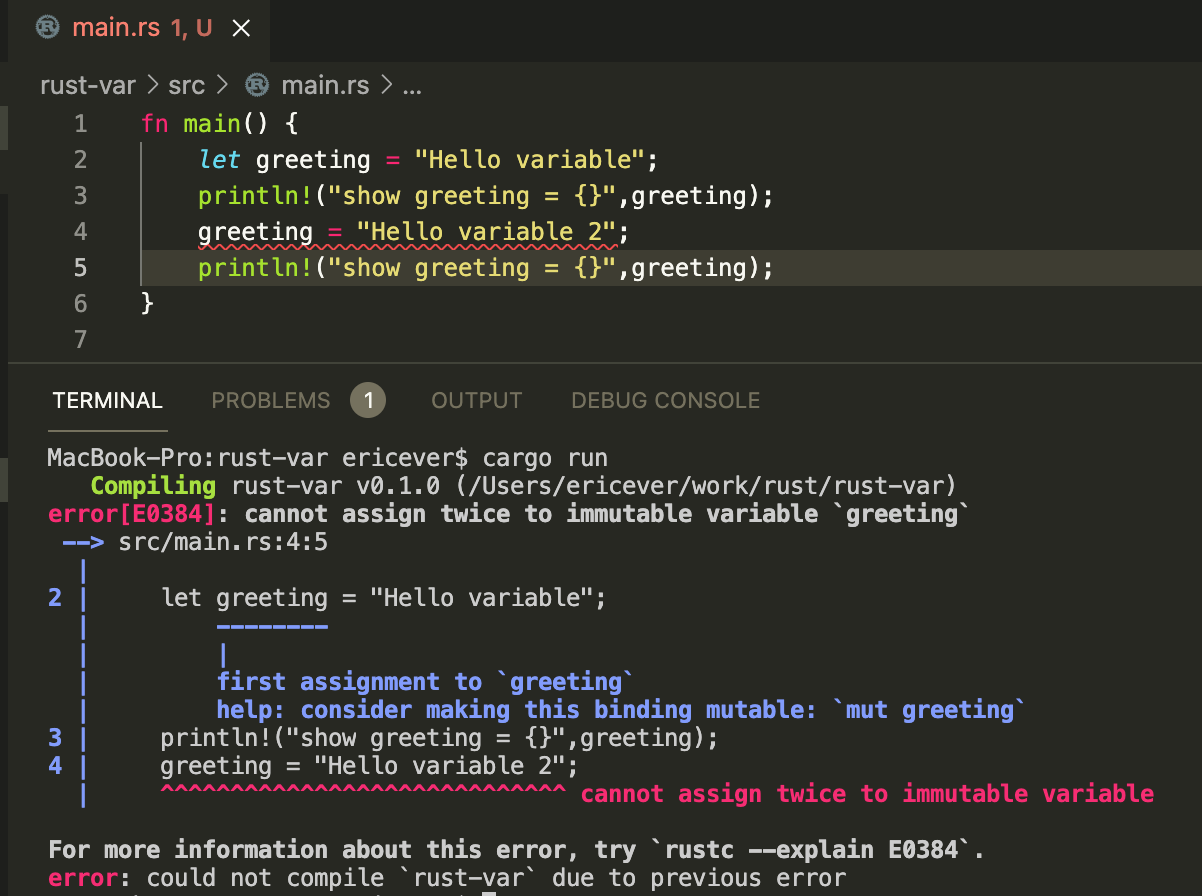 main.rs 1, U
rust-var > src > main.rs > ...
1 fn main() {
2     let greeting = "Hello variable";
3     println!("show greeting = {}",greeting);
4     greeting = "Hello variable 2";
5     println!("show greeting = {}",greeting);
6 }
7
TERMINAL PROBLEMS 1 OUTPUT DEBUG CONSOLE
MacBook-Pro:rust-var ericever$ cargo run
   Compiling rust-var v0.1.0 (/Users/ericever/work/rust/rust-var)
error[E0384]: cannot assign twice to immutable variable `greeting`
 --> src/main.rs:4:5
  |
2 |     let greeting = "Hello variable";
  |         --------
  |         |
  |         first assignment to `greeting`
  |         help: consider making this binding mutable: `mut greeting`
3 |     println!("show greeting = {}",greeting);
4 |     greeting = "Hello variable 2";
  |     ^^^^^^^^^^^^^^^^^^^^^^^^^^^^^ cannot assign twice to immutable variable
For more information about this error, try `rustc --explain E0384`.
error: could not compile `rust-var` due to previous error